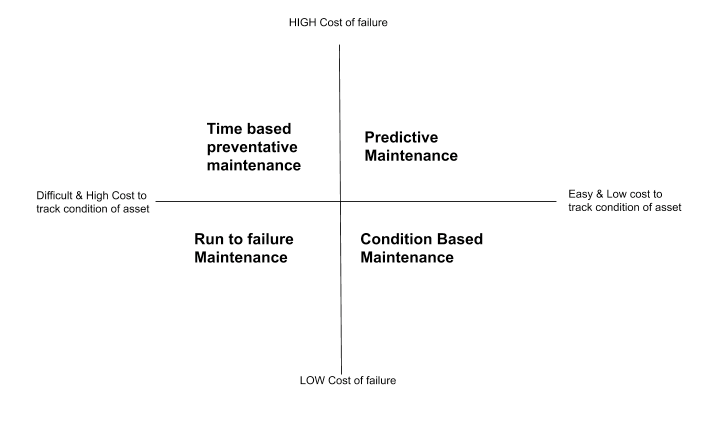 HIGH Cost of failure
Time based
preventative
maintenance
Predictive
Maintenance
Difficult & High Cost to
track condition of asset
Easy & Low cost to
track condition of asset
Run to failure
Maintenance
Condition Based
Maintenance
LOW Cost of failure